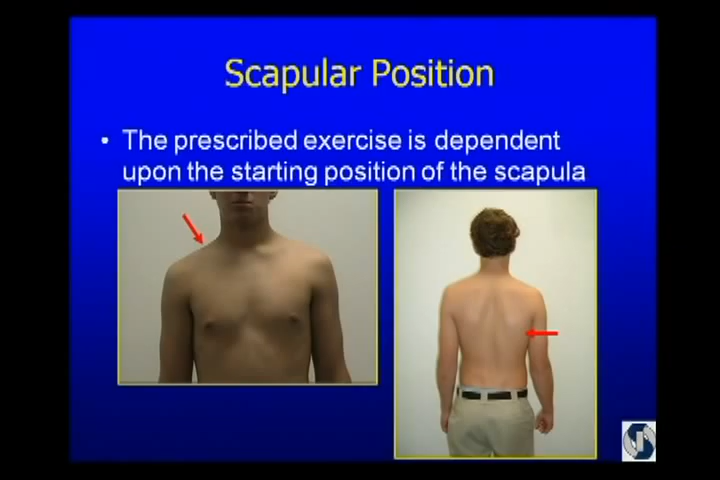 Scapular Position
• The prescribed exercise is dependent
upon the starting position of the scapula